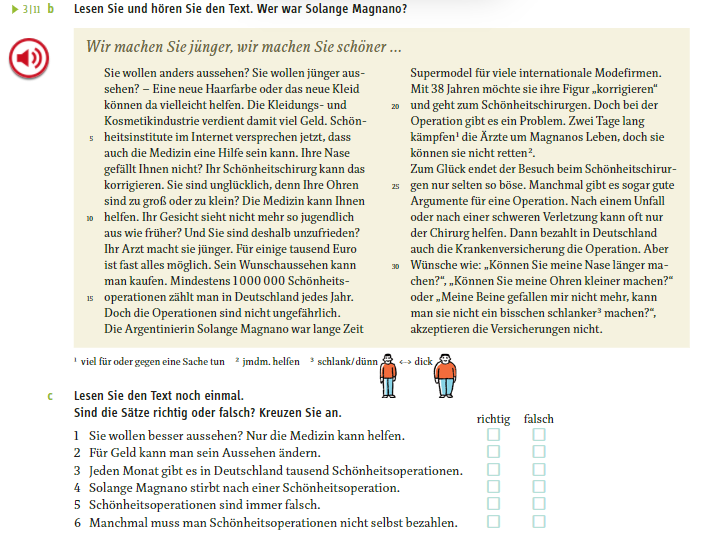 ▶ 3|11 b Lesen Sie und hören Sie den Text. Wer war Solange Magnano?
Wir machen Sie jünger, wir machen Sie schöner ...
Sie wollen anders aussehen? Sie wollen jünger aus-
sehen? – Eine neue Haarfarbe oder das neue Kleid
können da vielleicht helfen. Die Kleidungs- und
Kosmetikindustrie verdient damit viel Geld. Schön-
5 heitsinstitute im Internet versprechen jetzt, dass
auch die Medizin eine Hilfe sein kann. Ihre Nase
gefällt Ihnen nicht? Ihr Schönheitschirurg kann das
korrigieren. Sie sind unglücklich, denn Ihre Ohren
sind zu groß oder zu klein? Die Medizin kann Ihnen
10 helfen. Ihr Gesicht sieht nicht mehr so jugendlich
aus wie früher? Und Sie sind deshalb unzufrieden?
Ihr Arzt macht sie jünger. Für einige tausend Euro
ist fast alles möglich. Sein Wunschaussehen kann
man kaufen. Mindestens 1 000 000 Schönheits-
15 operationen zählt man in Deutschland jedes Jahr.
Doch die Operationen sind nicht ungefährlich.
Die Argentinierin Solange Magnano war lange Zeit
Supermodel für viele internationale Modefirmen.
Mit 38 Jahren möchte sie ihre Figur „korrigieren“
20 und geht zum Schönheitschirurgen. Doch bei der
Operation gibt es ein Problem. Zwei Tage lang
kämpfen¹ die Ärzte um Magnanos Leben, doch sie
können sie nicht retten².
Zum Glück endet der Besuch beim Schönheitschirur-
25 gen nur selten so böse. Manchmal gibt es sogar gute
Argumente für eine Operation. Nach einem Unfall
oder nach einer schweren Verletzung kann oft nur
der Chirurg helfen. Dann bezahlt in Deutschland
auch die Krankenversicherung die Operation. Aber
30 Wünsche wie: „Können Sie meine Nase länger ma-
chen?“, „Können Sie meine Ohren kleiner machen?“
oder „Meine Beine gefallen mir nicht mehr, kann
man sie nicht ein bisschen schlanker³ machen?“,
akzeptieren die Versicherungen nicht.
¹ viel für oder gegen eine Sache tun ² jmdm. helfen ³ schlank/dünn ↔ dick
c Lesen Sie den Text noch einmal.
Sind die Sätze richtig oder falsch? Kreuzen Sie an.
richtig falsch
1 Sie wollen besser aussehen? Nur die Medizin kann helfen.
2 Für Geld kann man sein Aussehen ändern.
3 Jeden Monat gibt es in Deutschland tausend Schönheitsoperationen.
4 Solange Magnano stirbt nach einer Schönheitsoperation.
5 Schönheitsoperationen sind immer falsch.
6 Manchmal muss man Schönheitsoperationen nicht selbst bezahlen.